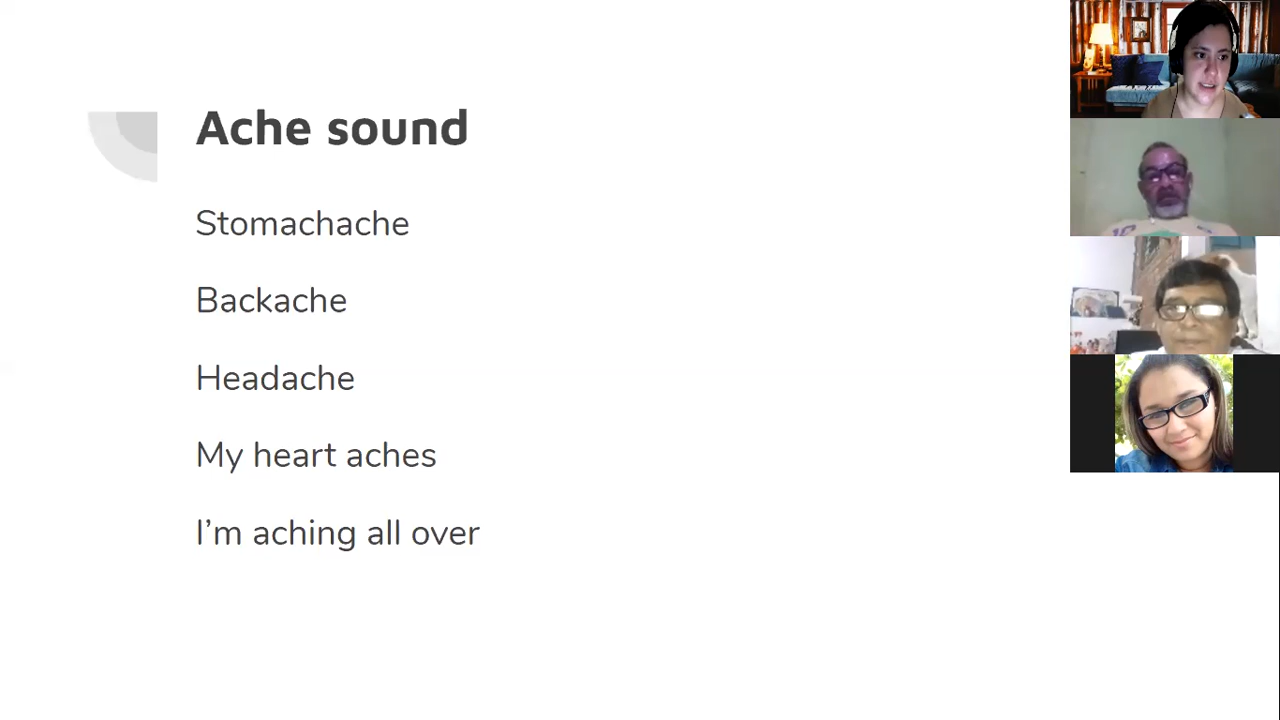 Ache sound
Stomachache
Backache
Headache
My heart aches
I’m aching all over